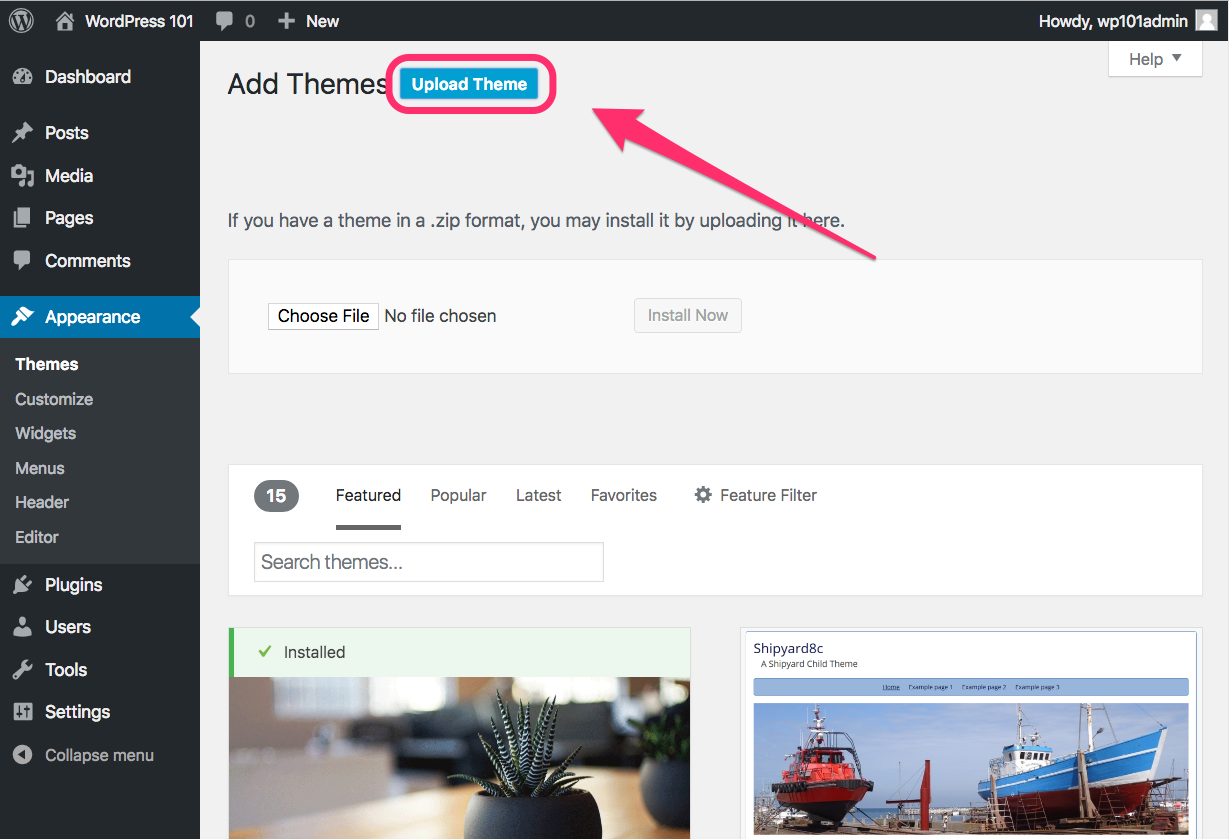 WordPress 101 0 New Howdy, wp101admin
Help
Dashboard
Posts
Media
Pages
Comments
Appearance
Themes
Customize
Widgets
Menus
Header
Editor
Plugins
Users
Tools
Settings
Collapse menu
Add Themes Upload Theme
If you have a theme in a .zip format, you may install it by uploading it here.
Choose File No file chosen Install Now
15 Featured Popular Latest Favorites Feature Filter
Search themes...
Installed
Shipyard8c
A Shipyard Child Theme
Home Example page 1 Example page 2 Example page 3